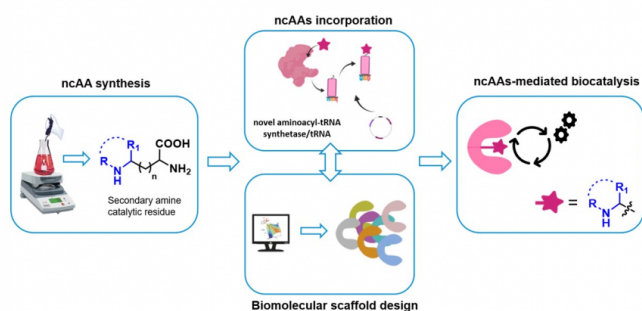 ncAA synthesis
R₁
COOH
R
N
H
n
NH₂
Secondary amine
catalytic residue
ncAAs incorporation
novel aminoacyl-tRNA
synthetase/tRNA
Biomolecular scaffold design
ncAAs-mediated biocatalysis
=
R₁
R
N
H